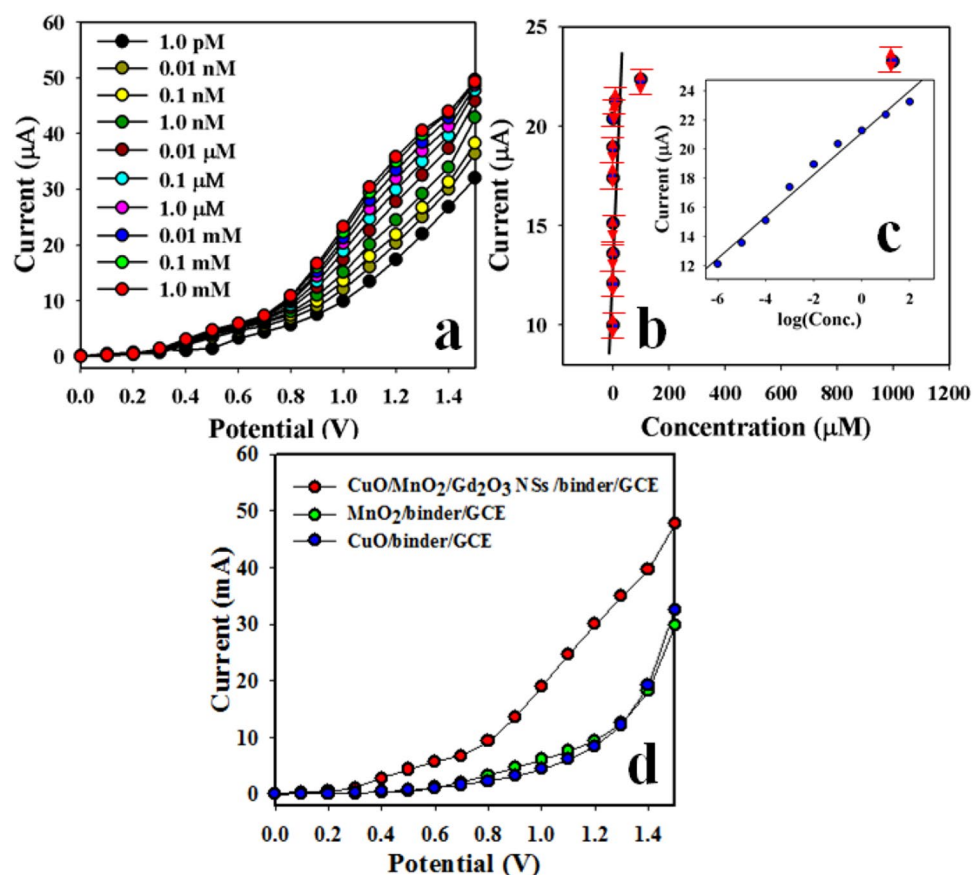 60
50
40
30
20
10
0
Current (μA)
1.0 pM
0.01 nM
0.1 nM
1.0 nM
0.01 μM
0.1 μM
1.0 μM
0.01 mM
0.1 mM
1.0 mM
a
0.0 0.2 0.4 0.6 0.8 1.0 1.2 1.4
Potential (V)
25
20
15
10
Current (μA)
b
0 200 400 600 800 1000 1200
Concentration (μM)
24
22
20
18
16
14
12
Current (μA)
c
-6 -4 -2 0 2
log(Conc.)
60
50
40
30
20
10
0
Current (mA)
CuO/MnO₂/Gd₂O₃ NSs /binder/GCE
MnO₂/binder/GCE
CuO/binder/GCE
d
0.0 0.2 0.4 0.6 0.8 1.0 1.2 1.4
Potential (V)